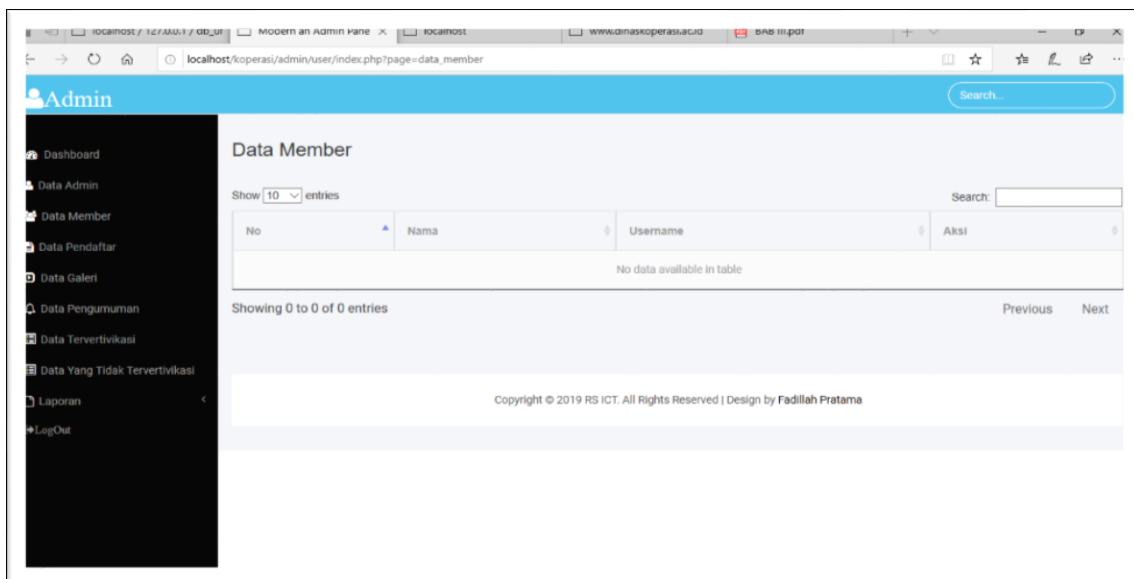 localhost / 127.0.0.1 / db_ur
Modern an Admin Pane
localhost
www.dinaskoperasi.ac.id
BAB III.pdf
localhost/koperasi/admin/user/index.php?page=data_member
Admin
Search...
Dashboard
Data Admin
Data Member
Data Pendaftar
Data Galeri
Data Pengumuman
Data Tervertivikasi
Data Yang Tidak Tervertivikasi
Laporan
LogOut
Data Member
Show 10 entries
Search:
No Nama Username Aksi
No data available in table
Showing 0 to 0 of 0 entries
Previous Next
Copyright © 2019 RS ICT. All Rights Reserved | Design by Fadillah Pratama